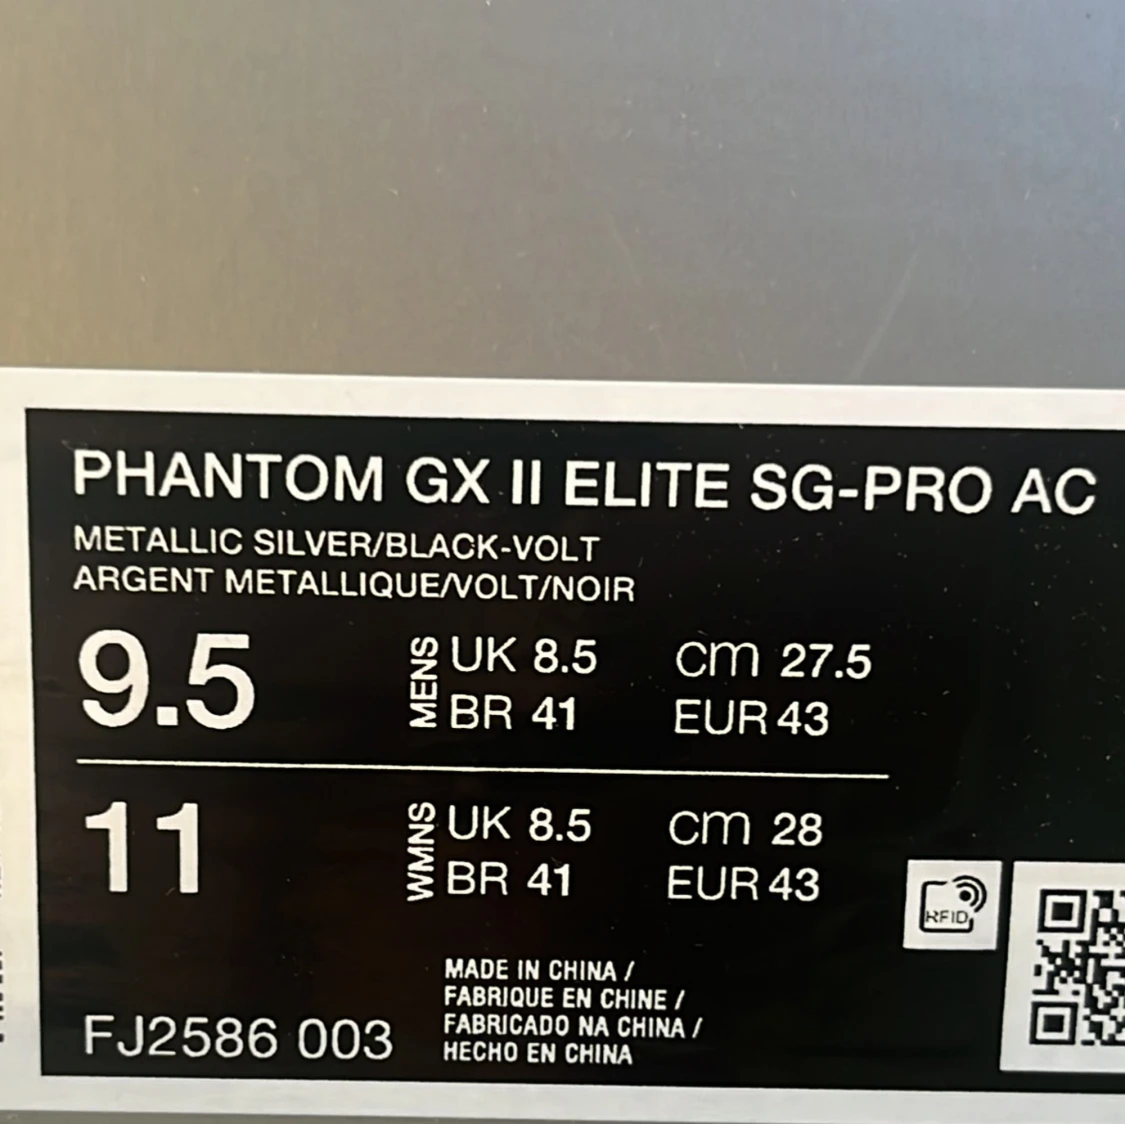 PHANTOM GX II ELITE SG-PRO AC
METALLIC SILVER/BLACK-VOLT
ARGENT METALLIQUE/VOLT/NOIR
9.5 MENS UK 8.5 cm 27.5
BR 41 EUR 43
11 WMNS UK 8.5 cm 28
BR 41 EUR 43
RFID
MADE IN CHINA /
FABRIQUE EN CHINE /
FABRICADO NA CHINA /
HECHO EN CHINA
FJ2586 003